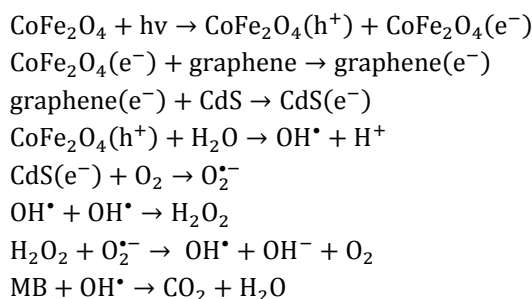 CoFe₂O₄ + hv → CoFe₂O₄(h⁺) + CoFe₂O₄(e⁻)
CoFe₂O₄(e⁻) + graphene → graphene(e⁻)
graphene(e⁻) + CdS → CdS(e⁻)
CoFe₂O₄(h⁺) + H₂O → OH• + H⁺
CdS(e⁻) + O₂ → O₂•⁻
OH• + OH• → H₂O₂
H₂O₂ + O₂•⁻ → OH• + OH⁻ + O₂
MB + OH• → CO₂ + H₂O